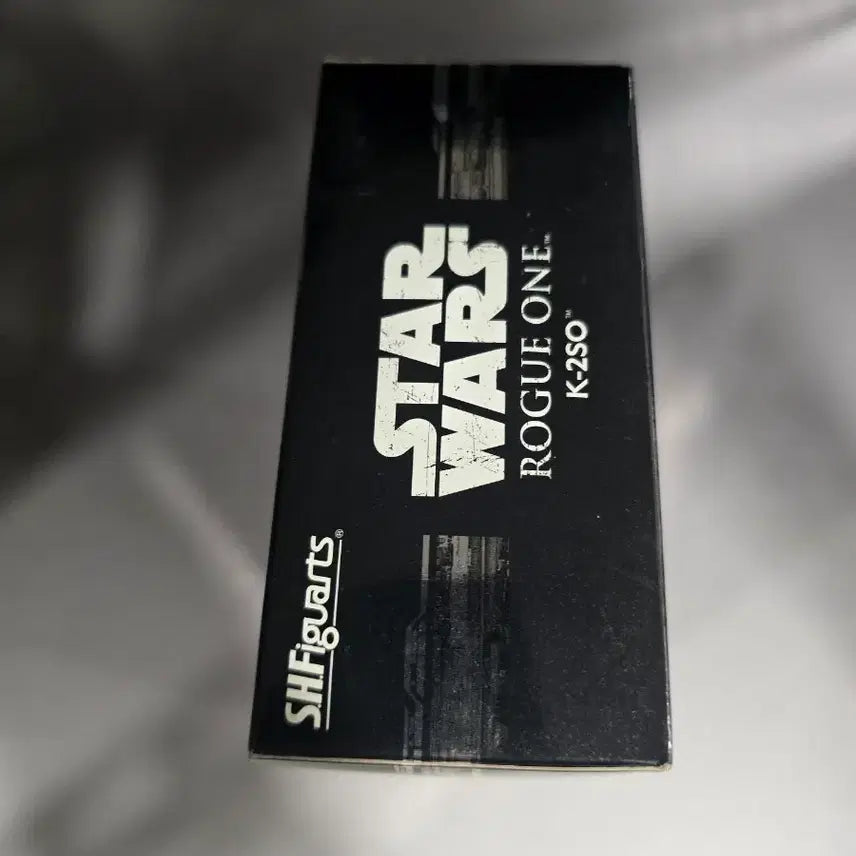 S.H.Figuarts®
STAR
WARS
ROGUE ONE™
K-2SO™